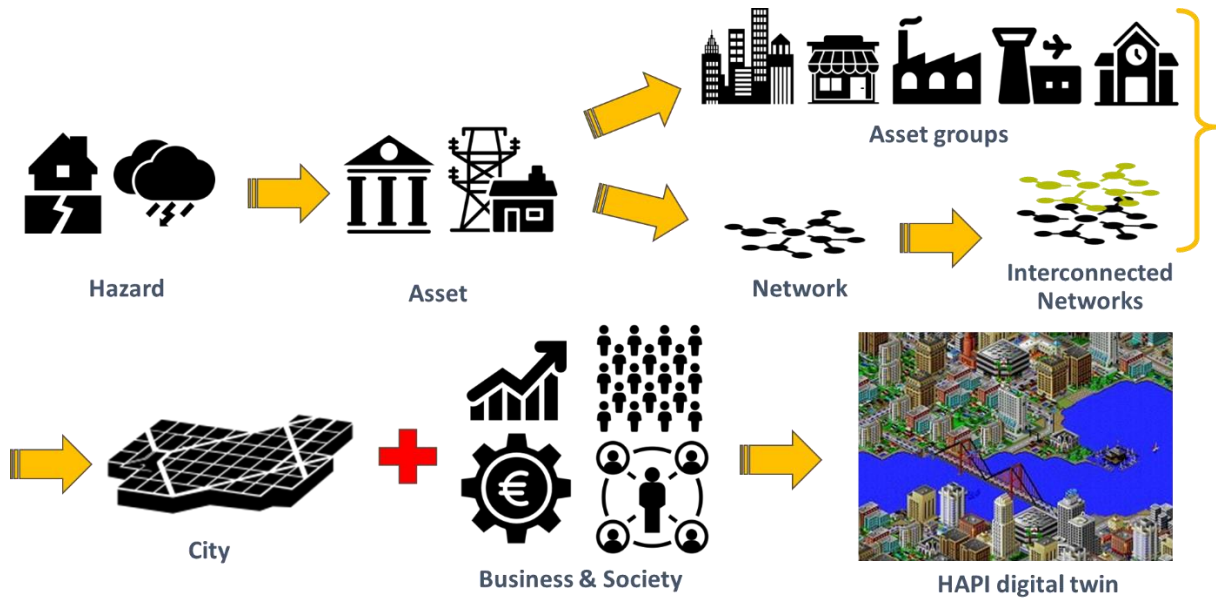 Asset groups
Hazard
Asset
Network
Interconnected
Networks
City
€
Business & Society
HAPI digital twin